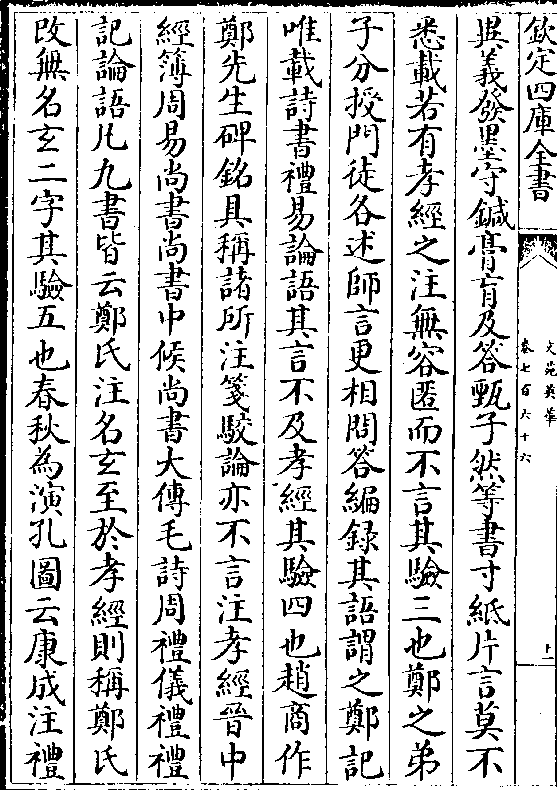 欽定四庫全書
文苑英華
卷七百六十六
十一
異義發墨守鍼膏肓及答甄子然等書寸紙片言莫不
悉載若有孝經之注無容匿而不言其驗三也鄭之弟
子分授門徒各述師言更相問答編録其語謂之鄭記
唯載詩書禮易論語其言不及孝經其驗四也趙商作
鄭先生碑銘具稱諸所注箋駮論亦不言注孝經晉中
經簿周易尚書尚書中候尚書大傳毛詩周禮儀禮禮
記論語凡九書皆云鄭氏注名玄至於孝經則稱鄭氏
改無名玄二字其驗五也春秋為演孔圖云康成注禮